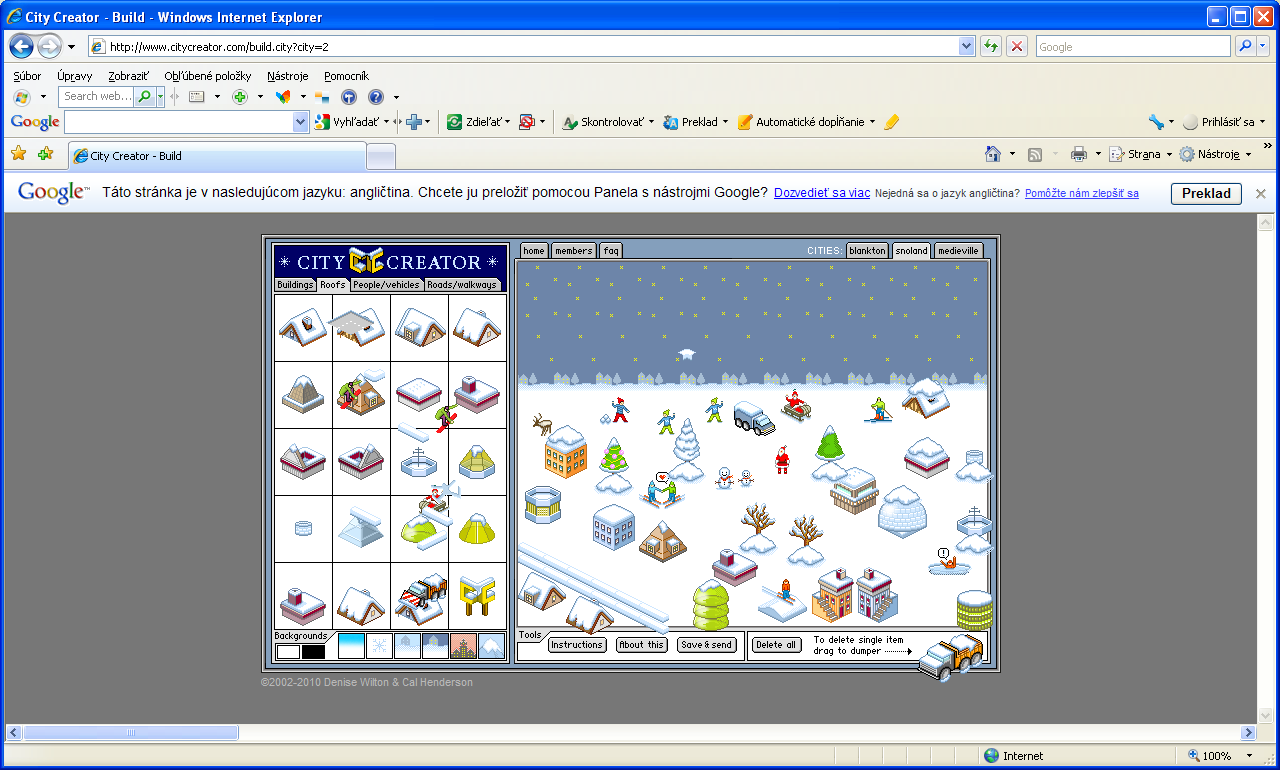 City Creator - Build - Windows Internet Explorer
http://www.citycreator.com/build.city?city=2
Google
Súbor Úpravy Zobraziť Obľúbené položky Nástroje Pomocník
Search web...
Google Vyhľadať Zdieľať Skontrolovať Preklad Automatické dopĺňanie Prihlásiť sa
City Creator - Build
Strana Nástroje
Google™ Táto stránka je v nasledujúcom jazyku: angličtina. Chcete ju preložiť pomocou Panela s nástrojmi Google? Dozvedieť sa viac Nejedná sa o jazyk angličtina? Pomôžte nám zlepšiť sa Preklad
home members faq CITIES: blankton snoland medieville
CITY CC CREATOR
Buildings Roofs People/vehicles Roads/walkways
Backgrounds
Tools
Instructions About this Save & send Delete all
To delete single item
drag to dumper
©2002-2010 Denise Wilton & Cal Henderson
Internet 100%